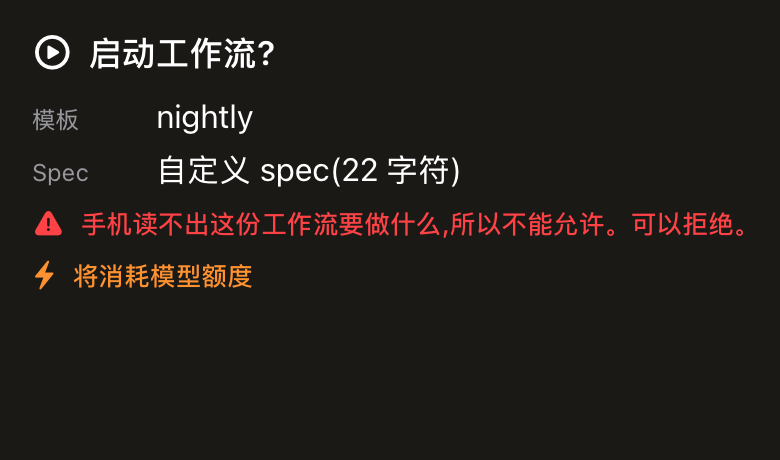 启动工作流?
模板 nightly
Spec 自定义 spec(22 字符)
手机读不出这份工作流要做什么,所以不能允许。可以拒绝。
将消耗模型额度